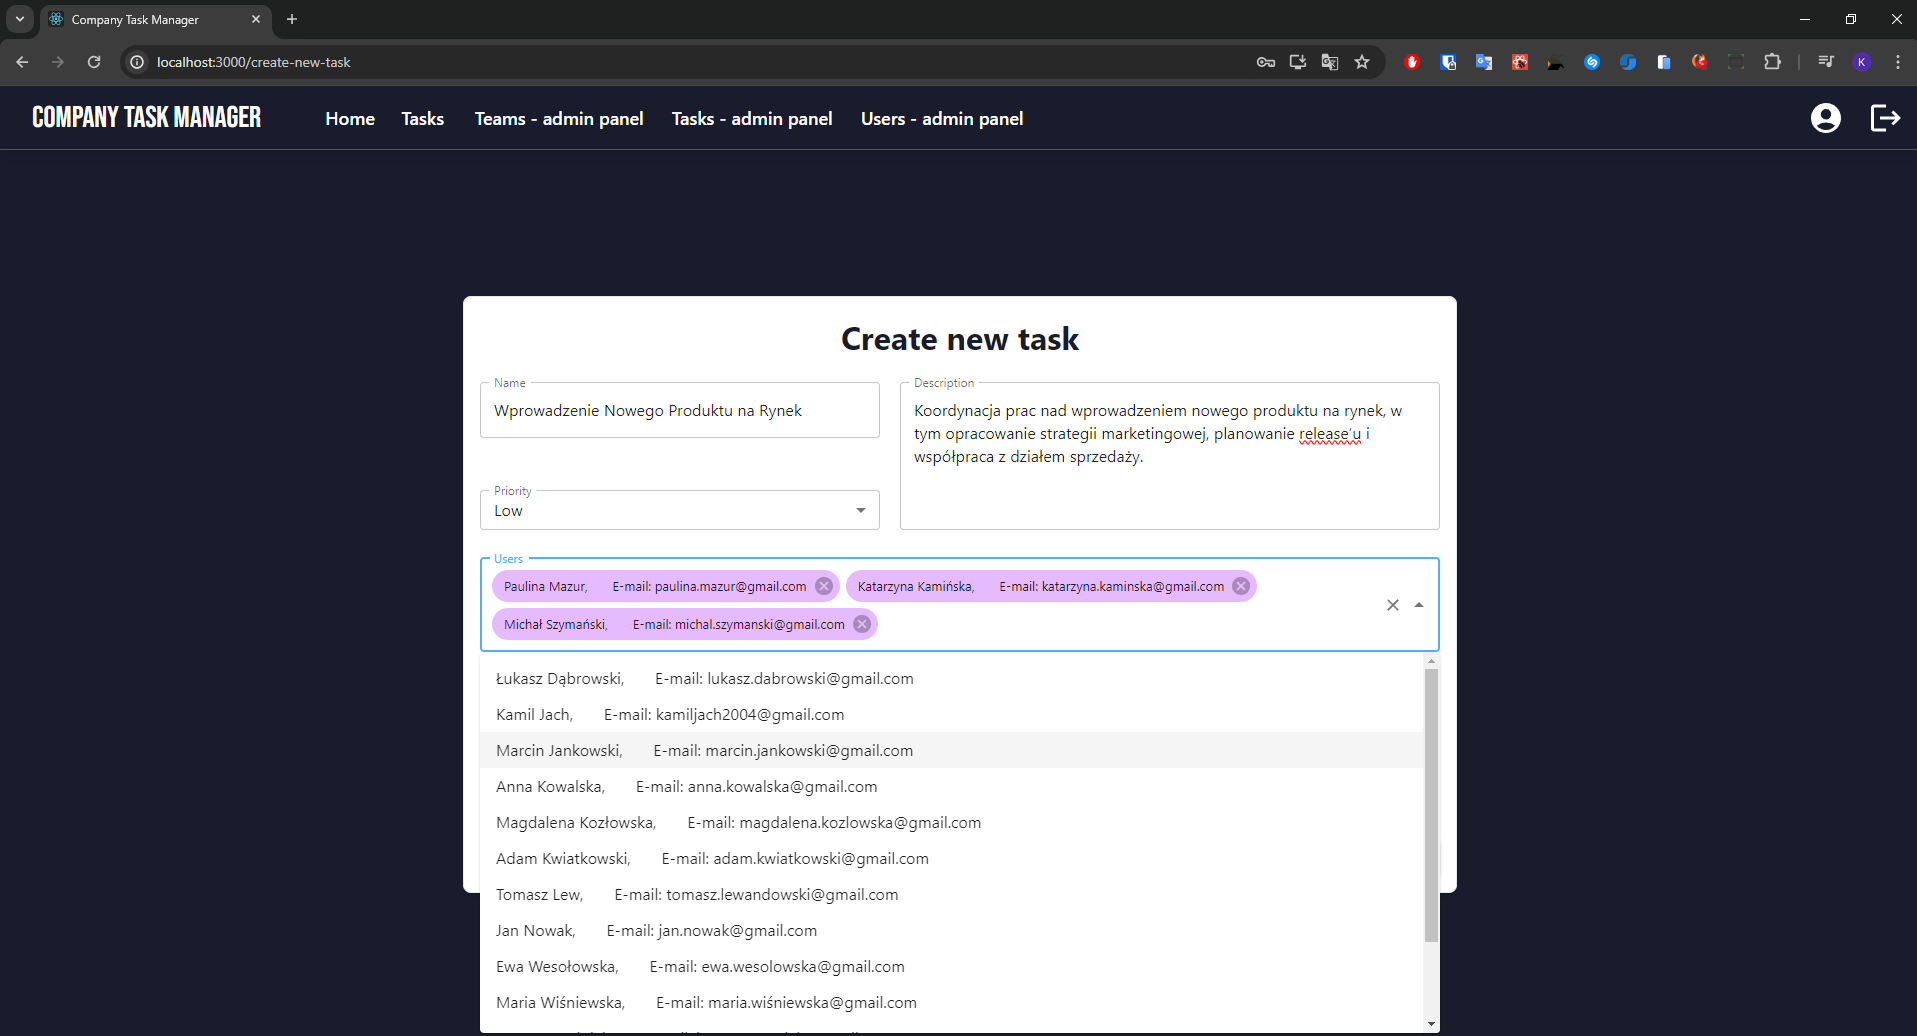 Company Task Manager
localhost:3000/create-new-task
K
COMPANY TASK MANAGER
Home
Tasks
Teams - admin panel
Tasks - admin panel
Users - admin panel
Create new task
Name
Wprowadzenie Nowego Produktu na Rynek
Description
Koordynacja prac nad wprowadzeniem nowego produktu na rynek, w
tym opracowanie strategii marketingowej, planowanie release'u i
współpraca z działem sprzedaży.
Priority
Low
Users
Paulina Mazur, E-mail: paulina.mazur@gmail.com
Katarzyna Kamińska, E-mail: katarzyna.kaminska@gmail.com
Michał Szymański, E-mail: michal.szymanski@gmail.com
Łukasz Dąbrowski, E-mail: lukasz.dabrowski@gmail.com
Kamil Jach, E-mail: kamiljach2004@gmail.com
Marcin Jankowski, E-mail: marcin.jankowski@gmail.com
Anna Kowalska, E-mail: anna.kowalska@gmail.com
Magdalena Kozłowska, E-mail: magdalena.kozlowska@gmail.com
Adam Kwiatkowski, E-mail: adam.kwiatkowski@gmail.com
Tomasz Lew, E-mail: tomasz.lewandowski@gmail.com
Jan Nowak, E-mail: jan.nowak@gmail.com
Ewa Wesołowska, E-mail: ewa.wesolowska@gmail.com
Maria Wiśniewska, E-mail: maria.wiśniewska@gmail.com